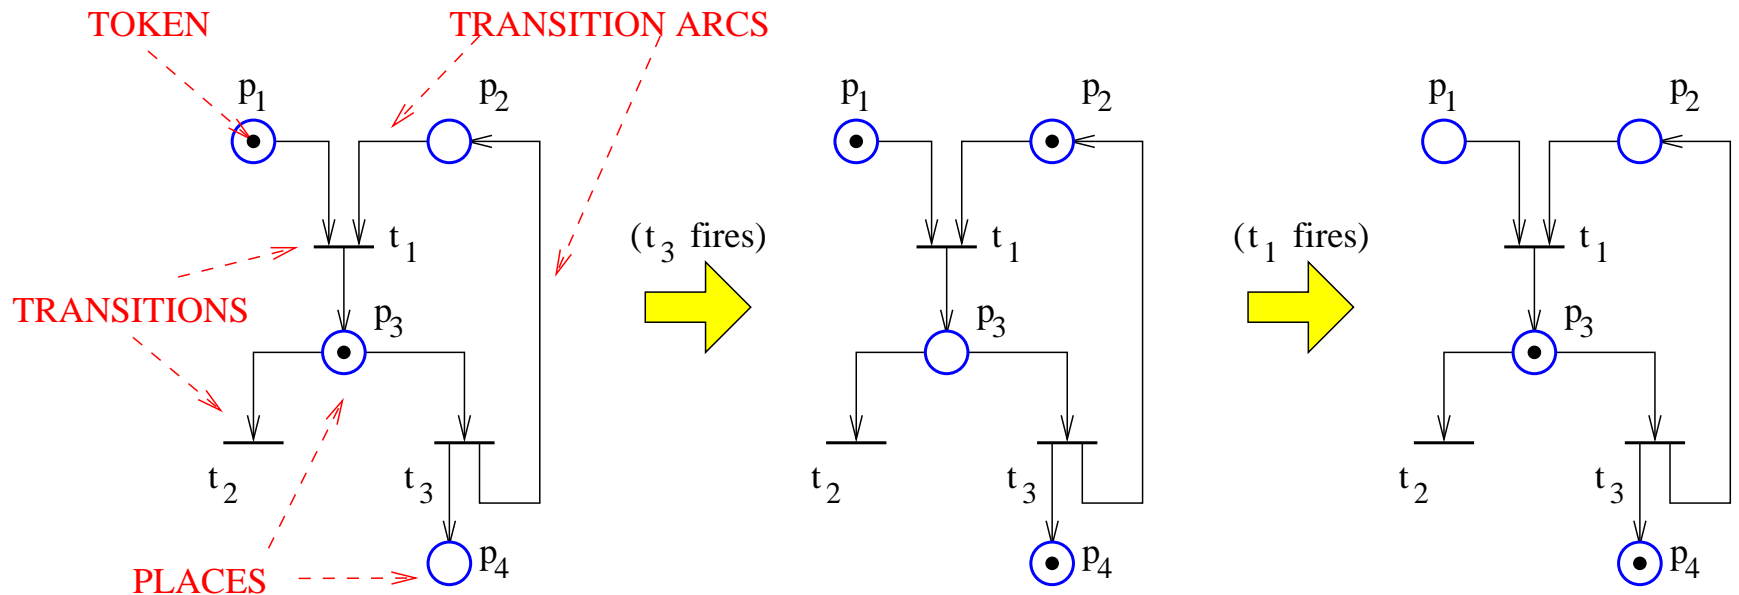 TOKEN
TRANSITION ARCS
p1
p2
p1
p2
p1
p2
t1
(t3 fires)
t1
(t1 fires)
t1
TRANSITIONS
p3
p3
p3
t2
t3
t2
t3
t2
t3
PLACES
p4
p4
p4